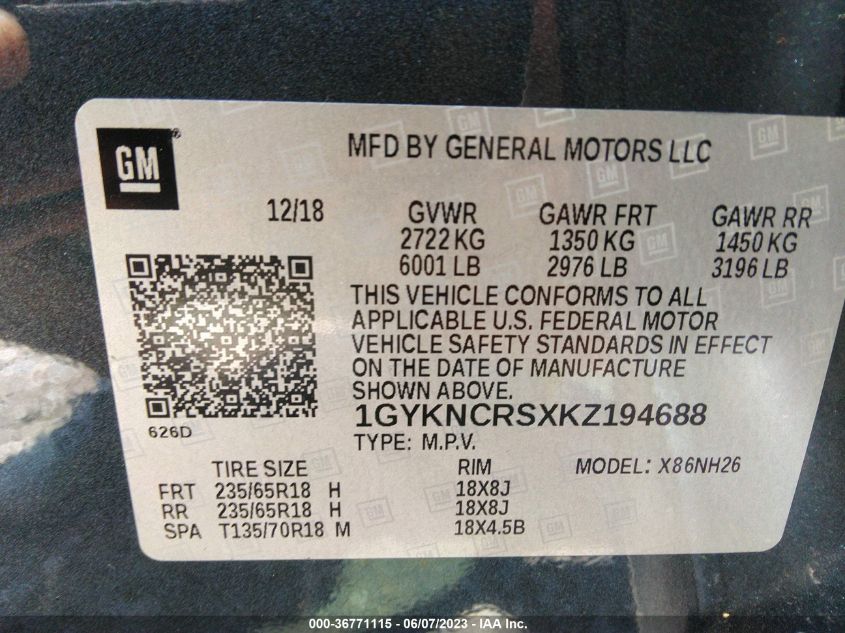 GM
MFD BY GENERAL MOTORS LLC
12/18 GVWR GAWR FRT GAWR RR
2722 KG 1350 KG 1450 KG
6001 LB 2976 LB 3196 LB
THIS VEHICLE CONFORMS TO ALL
APPLICABLE U.S. FEDERAL MOTOR
VEHICLE SAFETY STANDARDS IN EFFECT
ON THE DATE OF MANUFACTURE
SHOWN ABOVE.
1GYKNCRSXKZ194688
626D
TYPE: M.P.V.
TIRE SIZE RIM MODEL: X86NH26
FRT 235/65R18 H 18X8J
RR 235/65R18 H 18X8J
SPA T135/70R18 M 18X4.5B
000-36771115 - 06/07/2023 - IAA, Inc.